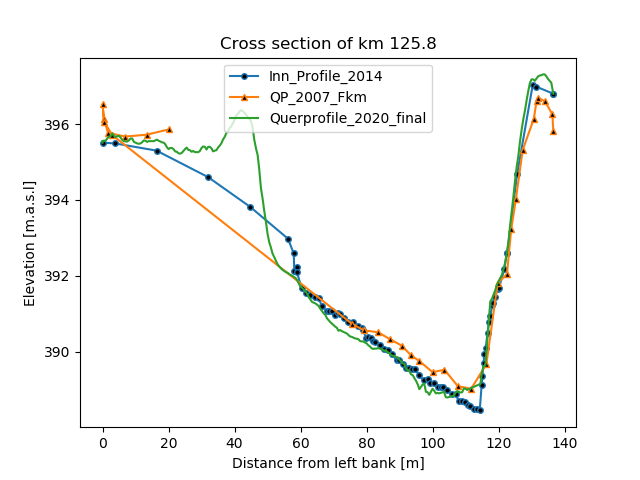 Cross section of km 125.8
Inn_Profile_2014
QP_2007_Fkm
Querprofile_2020_final
396
394
392
390
Elevation [m.a.s.l]
0 20 40 60 80 100 120 140
Distance from left bank [m]